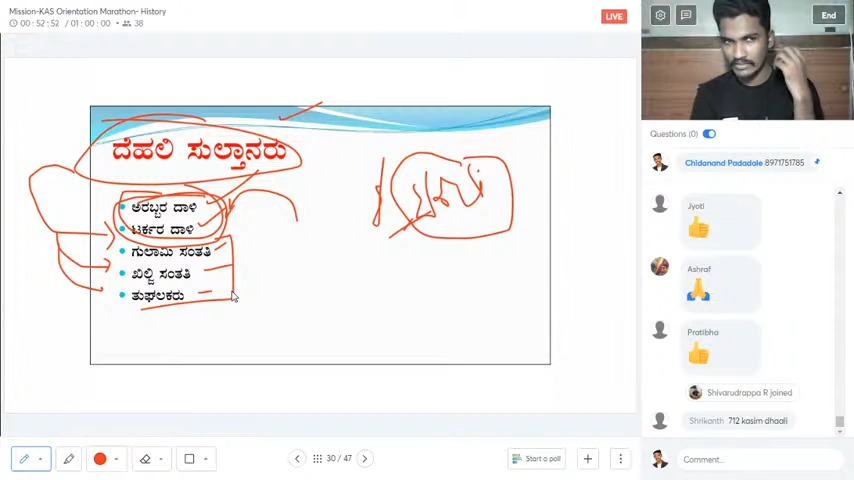 Mission-KAS Orientation Marathon- History
00 : 52 : 52 / 01 : 00 : 00 • 38
LIVE
End
ದೆಹಲಿ ಸುಲ್ತಾನರು
• ಅರಬ್ಬರ ದಾಳಿ
• ಟರ್ಕರ ದಾಳಿ
• ಗುಲಾಮಿ ಸಂತತಿ
• ಖಿಲ್ಜಿ ಸಂತತಿ
• ತುಘಲಕರು
Questions (0)
Chidanand Padadale 8971751785
Jyoti
Ashraf
Pratibha
Shivarudrappa R joined
Shrikanth 712 kasim dhaali
30 / 47
Start a poll
Comment...